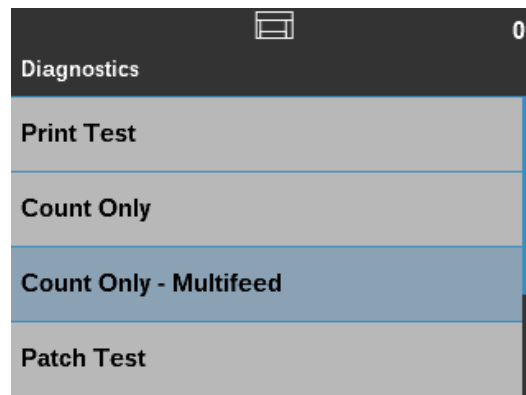 0
Diagnostics
Print Test
Count Only
Count Only - Multifeed
Patch Test